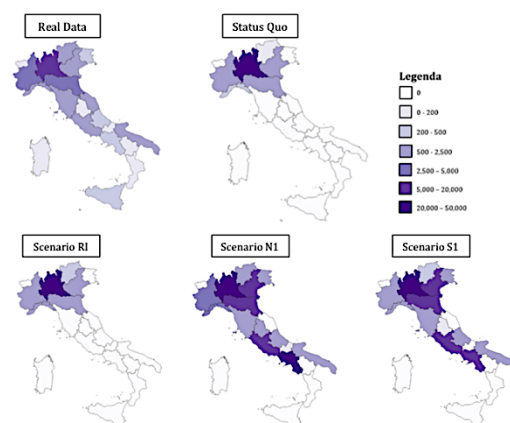 Real Data
Status Quo
Legenda
0
0 - 200
200 - 500
500 - 2,500
2,500 – 5,000
5,000 – 20,000
20,000 – 50,000
Scenario RI
Scenario N1
Scenario S1